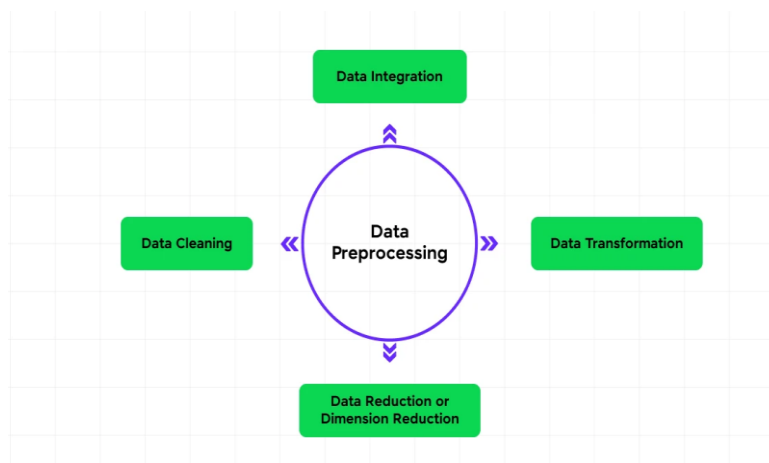 Data Integration
Data Cleaning
Data
Preprocessing
Data Transformation
Data Reduction or
Dimension Reduction